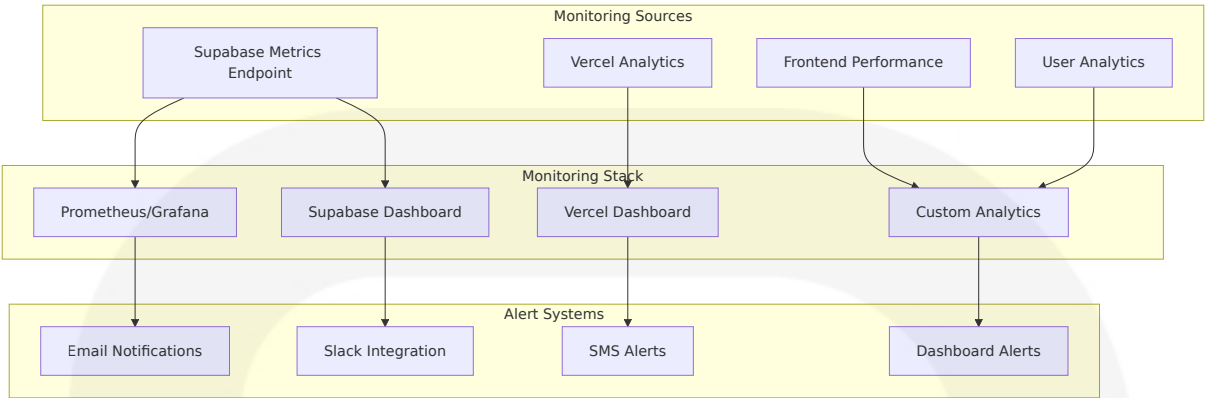 Monitoring Sources
Supabase Metrics
Endpoint
Vercel Analytics
Frontend Performance
User Analytics
Monitoring Stack
Prometheus/Grafana
Supabase Dashboard
Vercel Dashboard
Custom Analytics
Alert Systems
Email Notifications
Slack Integration
SMS Alerts
Dashboard Alerts